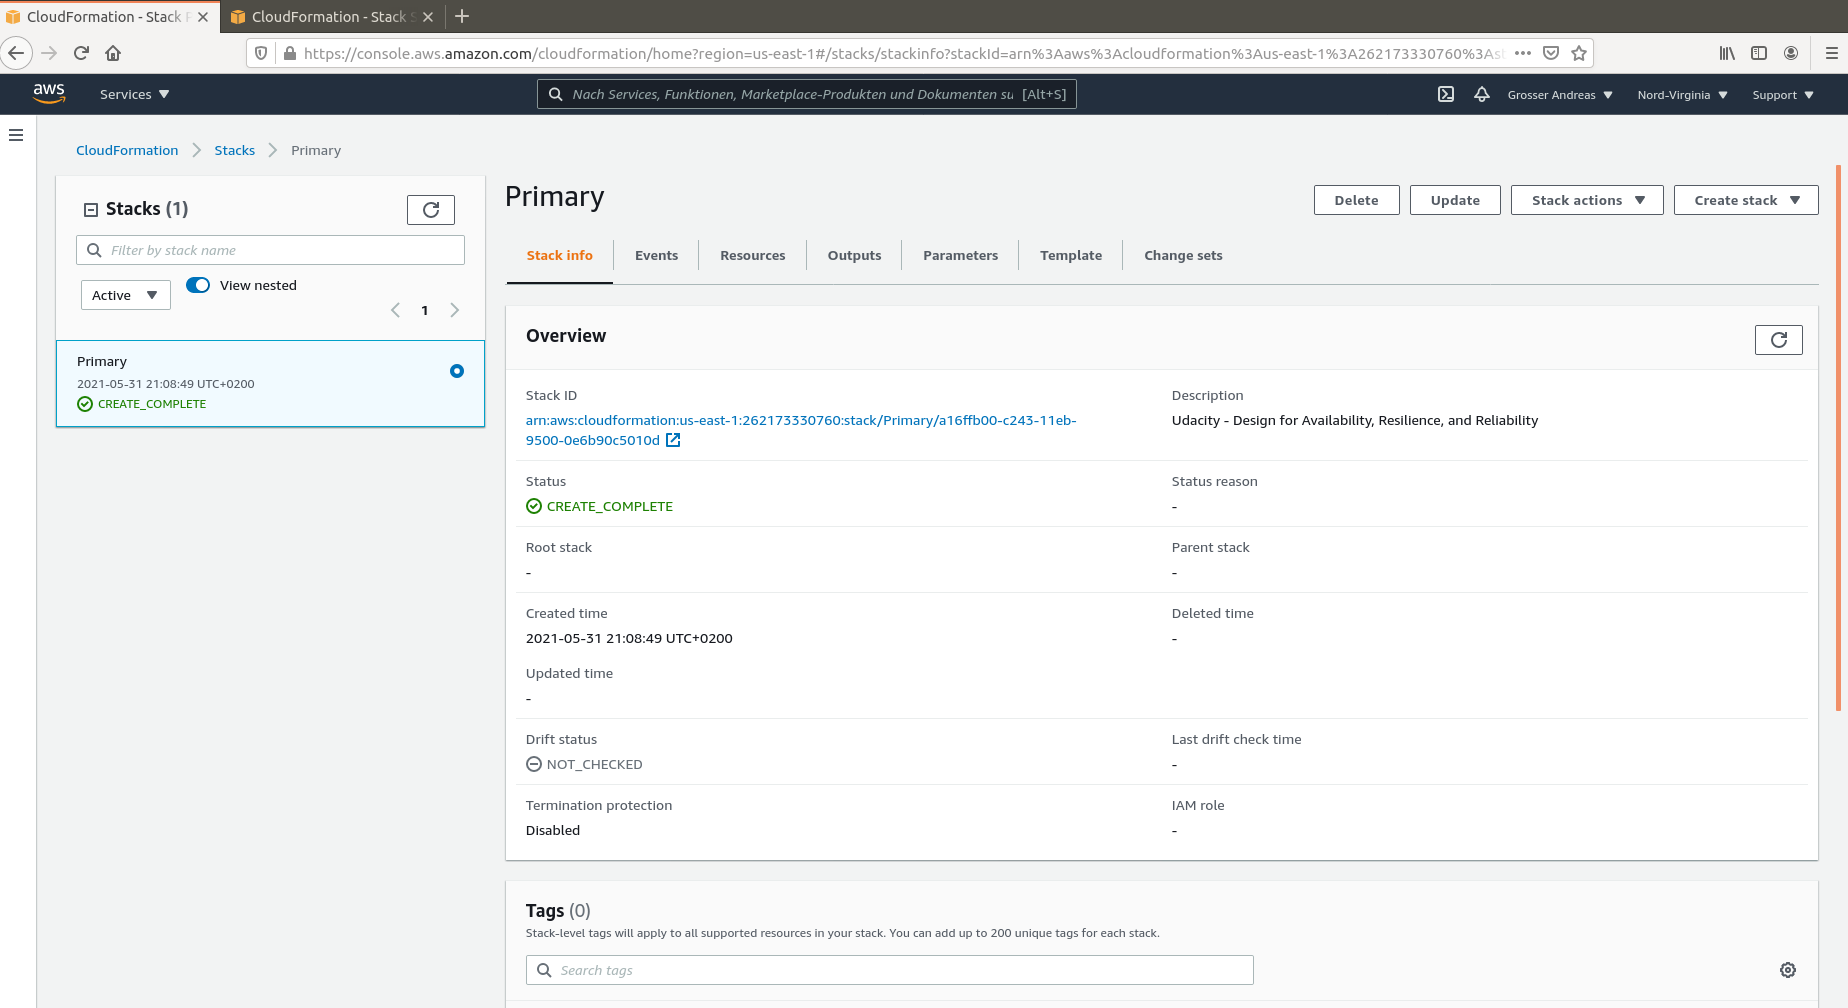 CloudFormation - Stack
CloudFormation - Stack
https://console.aws.amazon.com/cloudformation/home?region=us-east-1#/stacks/stackinfo?stackId=arn%3Aaws%3Acloudformation%3Aus-east-1%3A262173330760%3Ast
aws
Services
Nach Services, Funktionen, Marketplace-Produkten und Dokumenten su [Alt+S]
Grosser Andreas
Nord-Virginia
Support
CloudFormation
Stacks
Primary
Stacks (1)
Filter by stack name
Active
View nested
1
Primary
2021-05-31 21:08:49 UTC+0200
CREATE_COMPLETE
Primary
Delete
Update
Stack actions
Create stack
Stack info
Events
Resources
Outputs
Parameters
Template
Change sets
Overview
Stack ID
arn:aws:cloudformation:us-east-1:262173330760:stack/Primary/a16ffb00-c243-11eb-
9500-0e6b90c5010d
Description
Udacity - Design for Availability, Resilience, and Reliability
Status
CREATE_COMPLETE
Status reason
-
Root stack
-
Parent stack
-
Created time
2021-05-31 21:08:49 UTC+0200
Deleted time
-
Updated time
-
Drift status
NOT_CHECKED
Last drift check time
-
Termination protection
Disabled
IAM role
-
Tags (0)
Stack-level tags will apply to all supported resources in your stack. You can add up to 200 unique tags for each stack.
Search tags